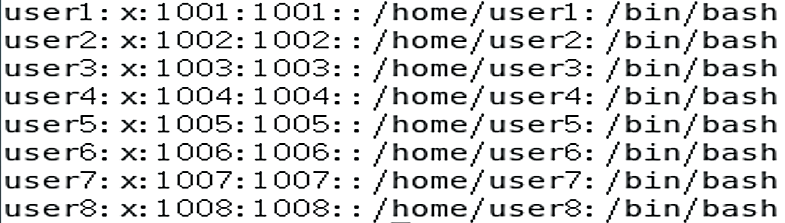 user1:x:1001:1001::/home/user1:/bin/bash
user2:x:1002:1002::/home/user2:/bin/bash
user3:x:1003:1003::/home/user3:/bin/bash
user4:x:1004:1004::/home/user4:/bin/bash
user5:x:1005:1005::/home/user5:/bin/bash
user6:x:1006:1006::/home/user6:/bin/bash
user7:x:1007:1007::/home/user7:/bin/bash
user8:x:1008:1008::/home/user8:/bin/bash